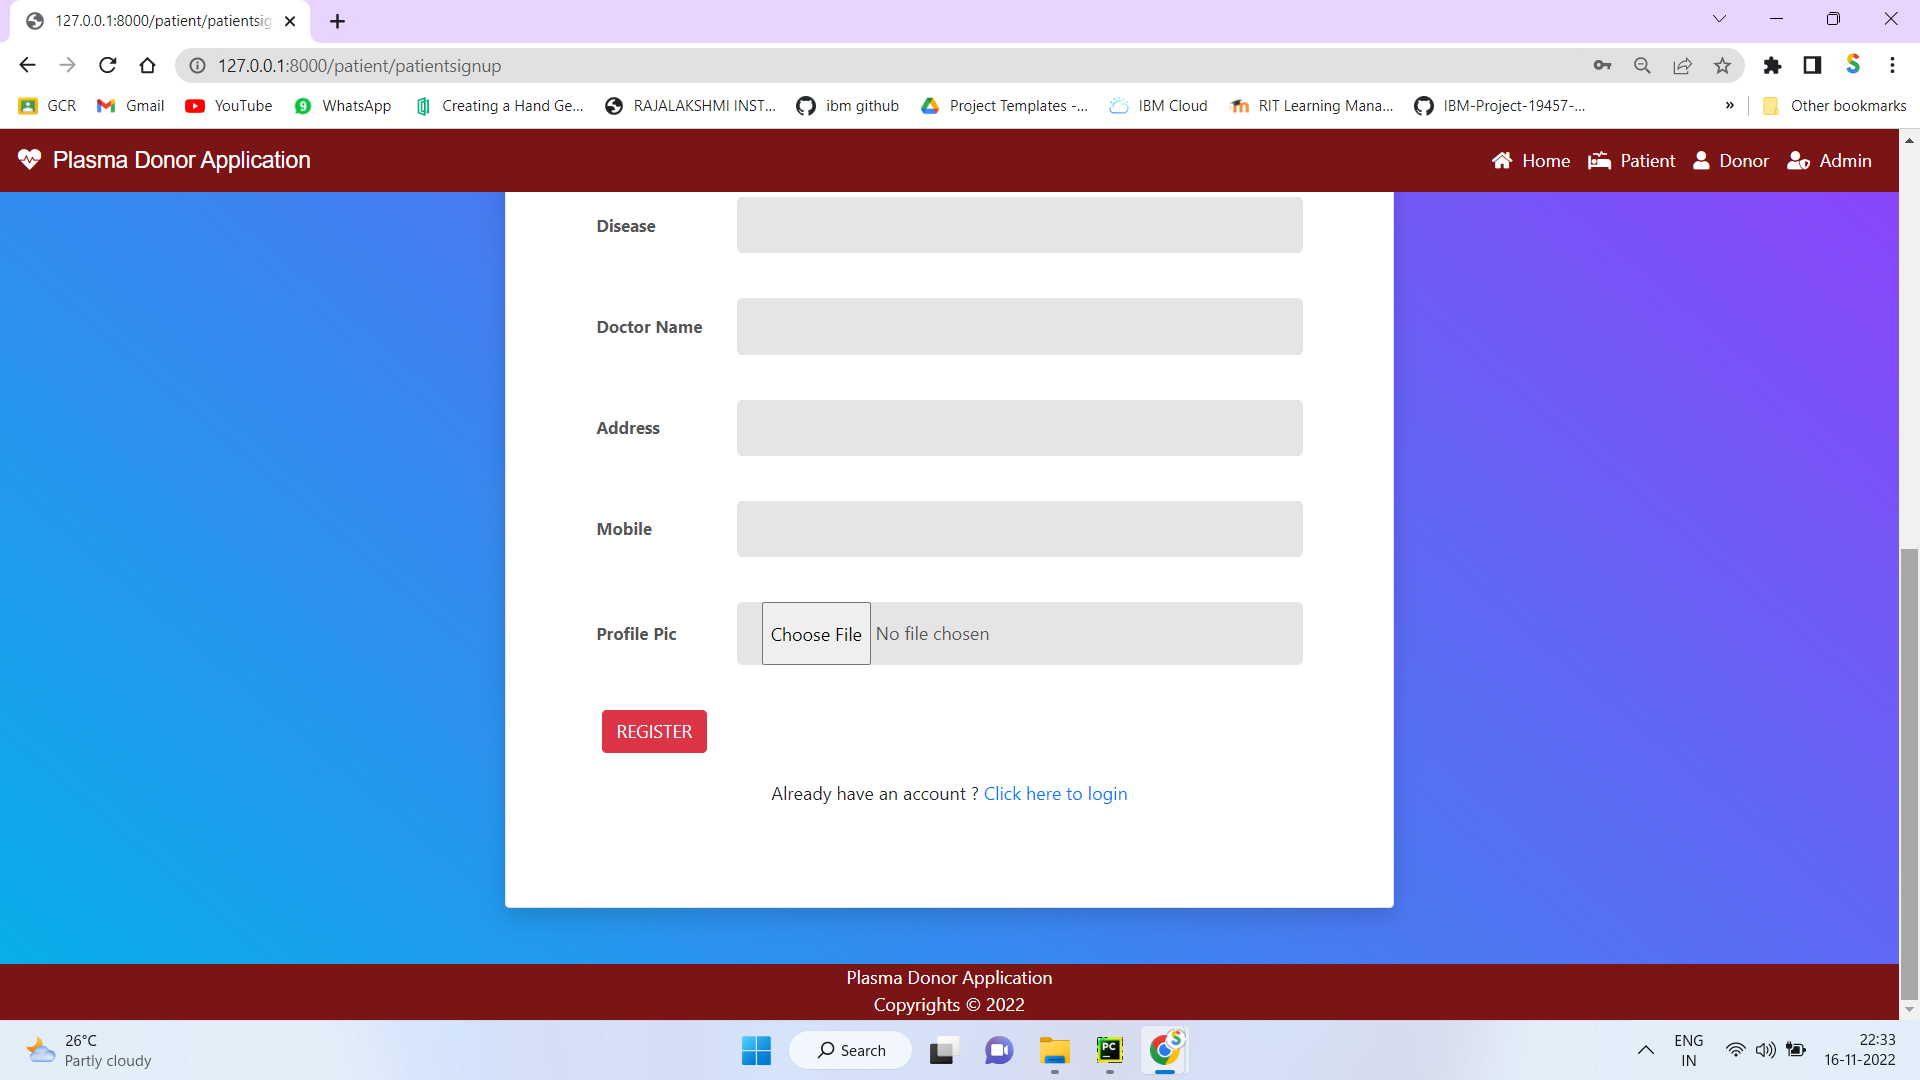 127.0.0.1:8000/patient/patientsig
127.0.0.1:8000/patient/patientsignup
GCR Gmail YouTube WhatsApp Creating a Hand Ge... RAJALAKSHMI INST... ibm github Project Templates -... IBM Cloud RIT Learning Mana... IBM-Project-19457-... » Other bookmarks
Plasma Donor Application Home Patient Donor Admin
Disease
Doctor Name
Address
Mobile
Profile Pic Choose File No file chosen
REGISTER
Already have an account ? Click here to login
Plasma Donor Application
Copyrights © 2022
26°C
Partly cloudy
Search
PC
ENG
IN
22:33
16-11-2022